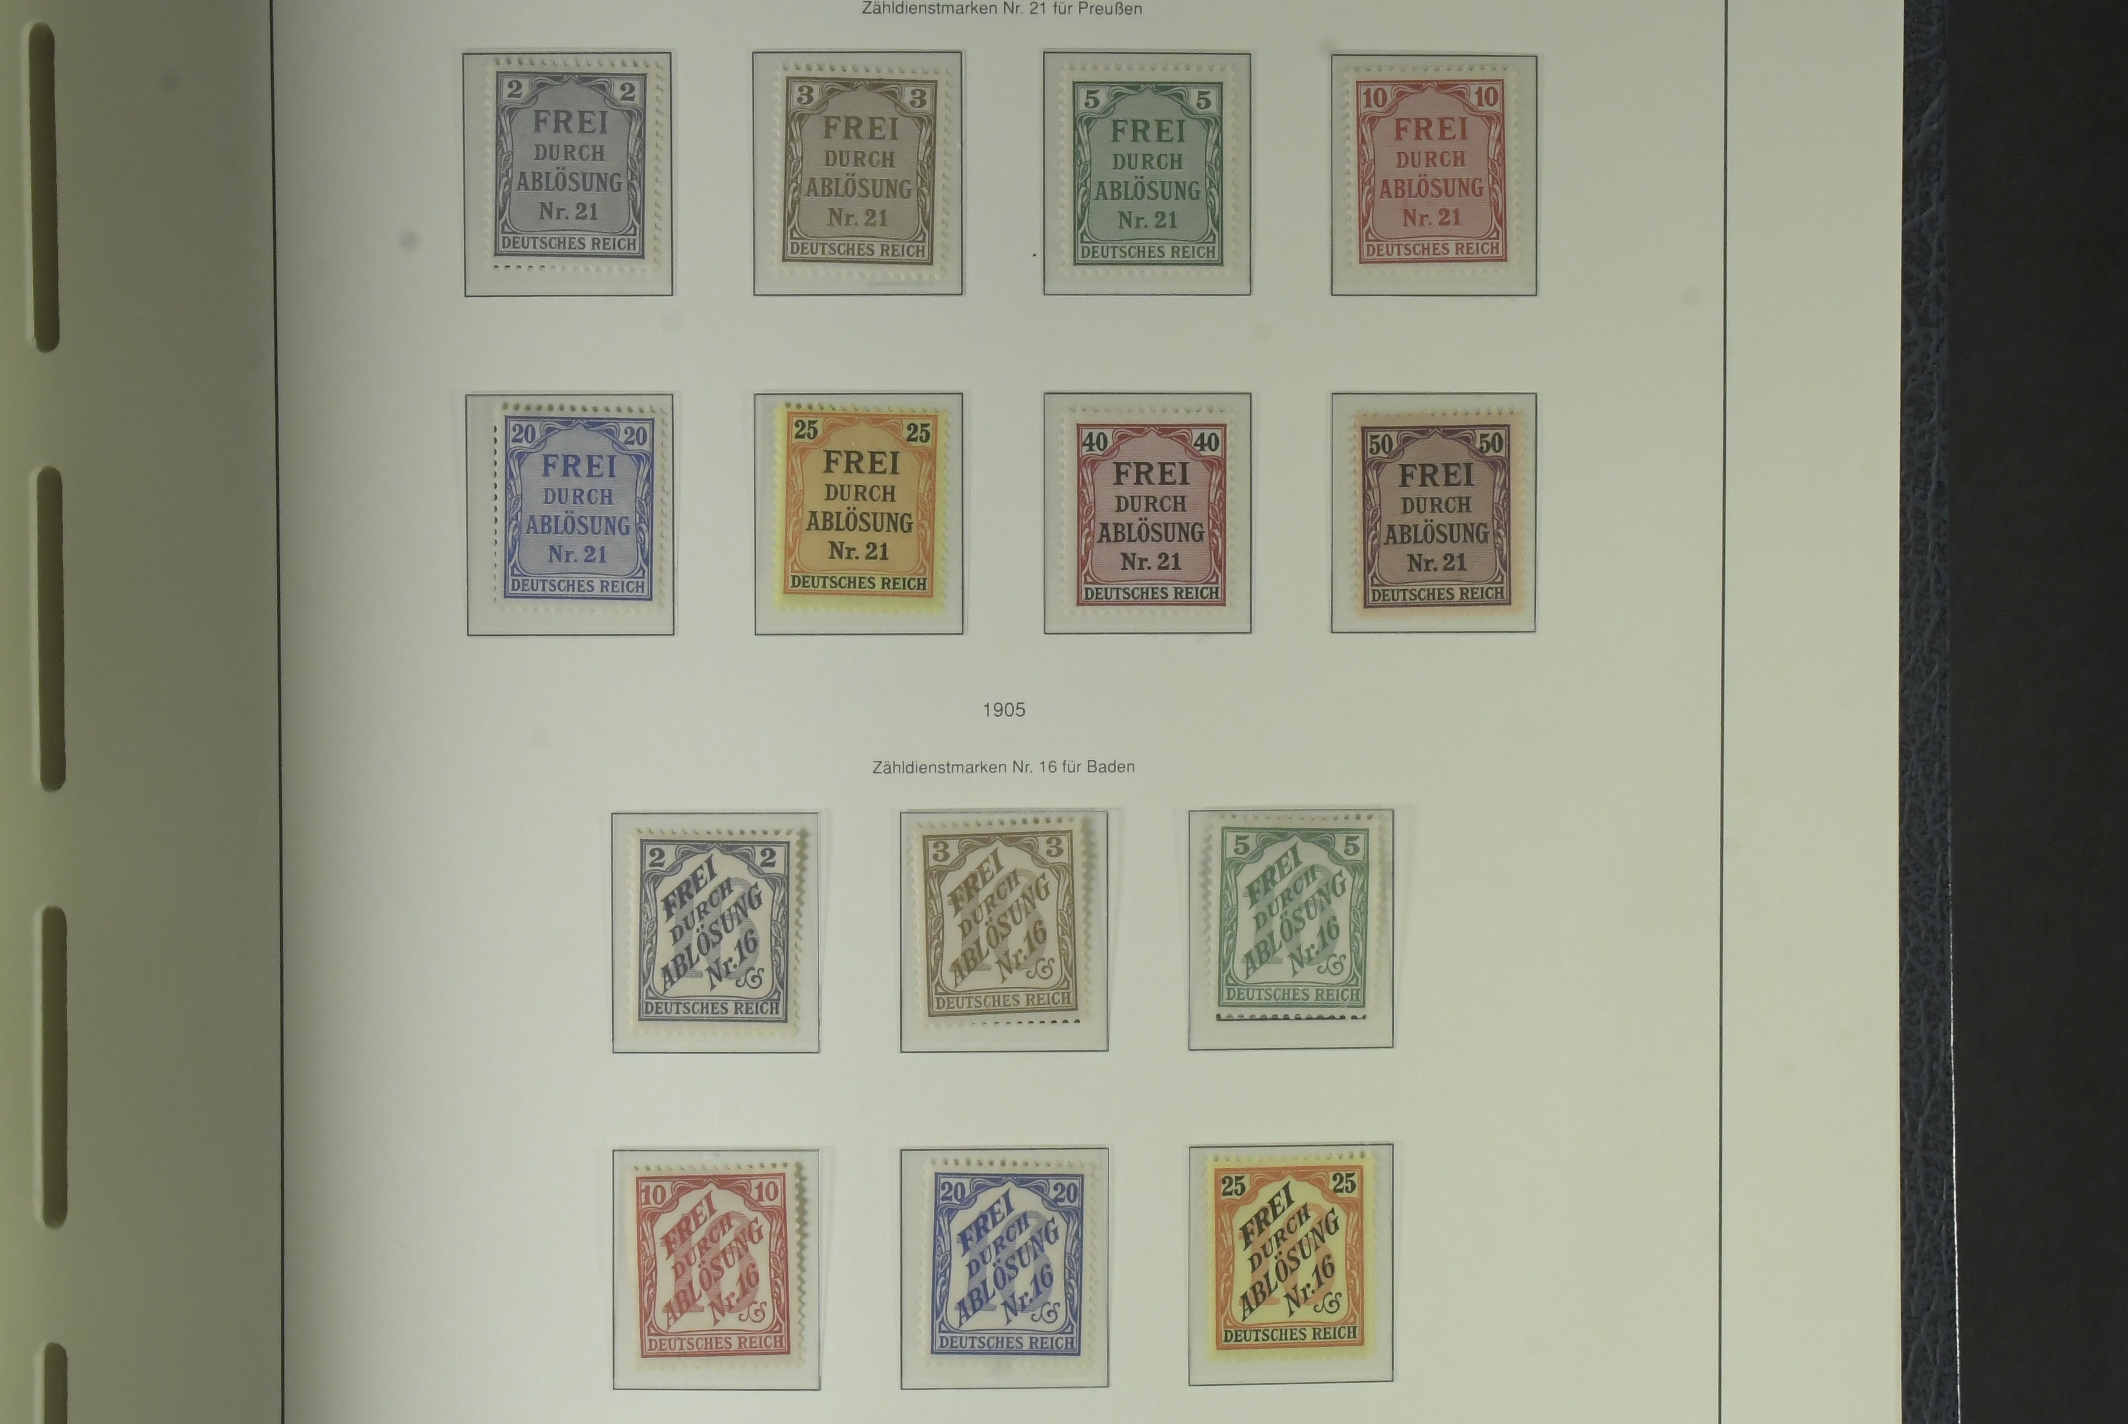 Zähldienstmarken Nr. 21 für Preußen
2 2
FREI
DURCH
ABLÖSUNG
Nr. 21
DEUTSCHES REICH
3 3
FREI
DURCH
ABLÖSUNG
Nr. 21
DEUTSCHES REICH
5 5
FREI
DURCH
ABLÖSUNG
Nr. 21
DEUTSCHES REICH
10 10
FREI
DURCH
ABLÖSUNG
Nr. 21
DEUTSCHES REICH
20 20
FREI
DURCH
ABLÖSUNG
Nr. 21
DEUTSCHES REICH
25 25
FREI
DURCH
ABLÖSUNG
Nr. 21
DEUTSCHES REICH
40 40
FREI
DURCH
ABLÖSUNG
Nr. 21
DEUTSCHES REICH
50 50
FREI
DURCH
ABLÖSUNG
Nr. 21
DEUTSCHES REICH
1905
Zähldienstmarken Nr. 16 für Baden
2 2
FREI
DURCH
ABLÖSUNG
Nr. 16
16
DEUTSCHES REICH
3 3
FREI
DURCH
ABLÖSUNG
Nr. 16
16
DEUTSCHES REICH
5 5
FREI
DURCH
ABLÖSUNG
Nr. 16
16
DEUTSCHES REICH
10 10
FREI
DURCH
ABLÖSUNG
Nr. 16
16
DEUTSCHES REICH
20 20
FREI
DURCH
ABLÖSUNG
Nr. 16
16
DEUTSCHES REICH
25 25
FREI
DURCH
ABLÖSUNG
Nr. 16
16
DEUTSCHES REICH